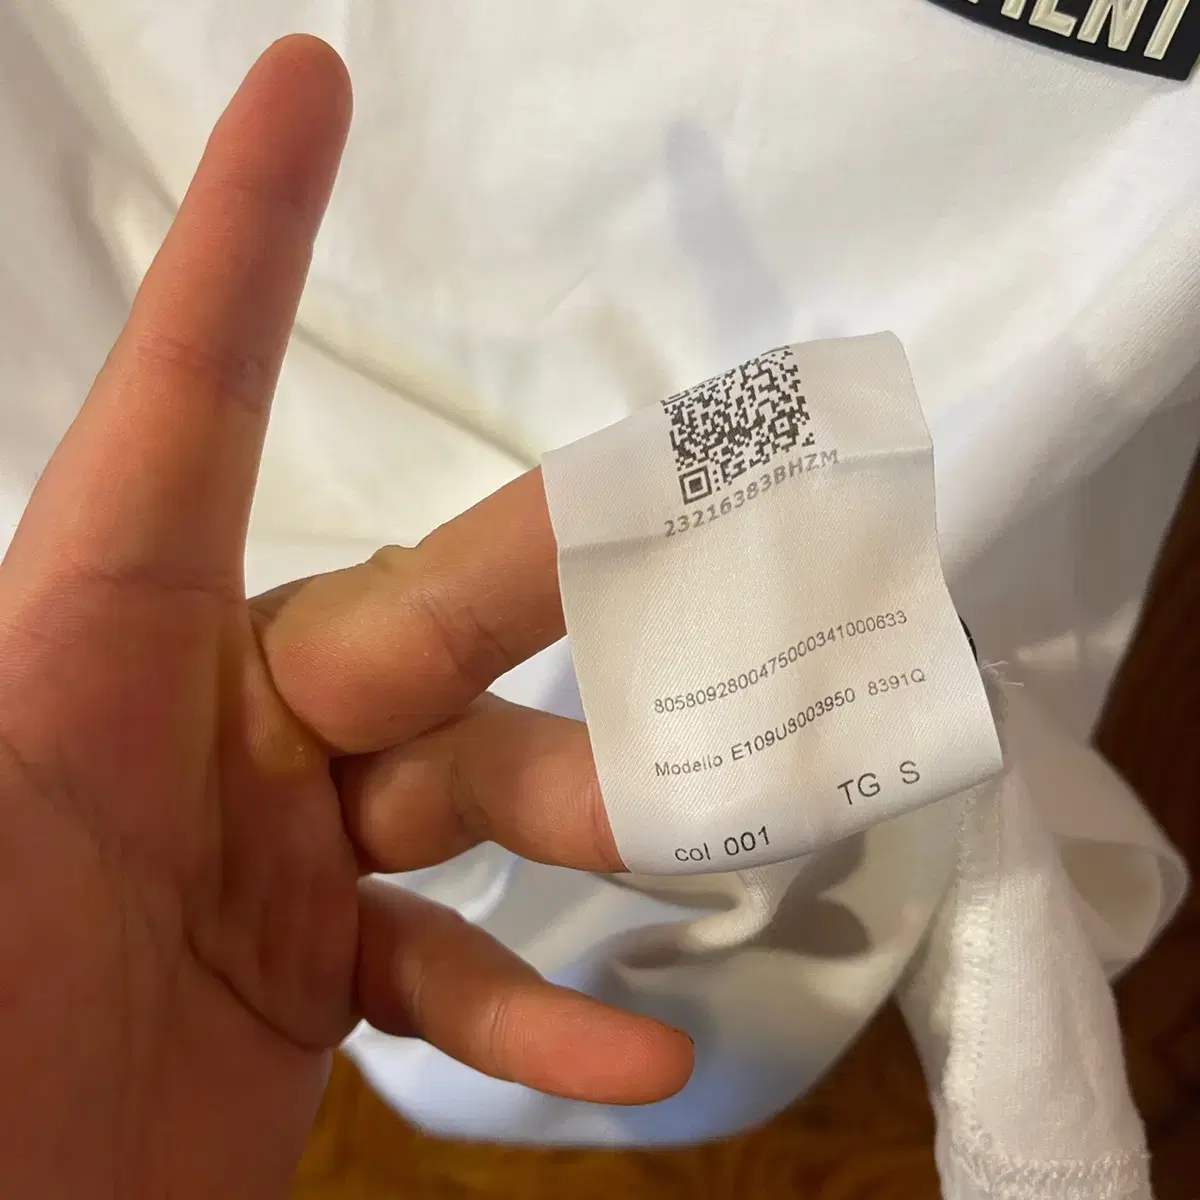 23216383BHZM
8058092800475000341000633
Modello E109U8003950 8391Q
TG S
col 001